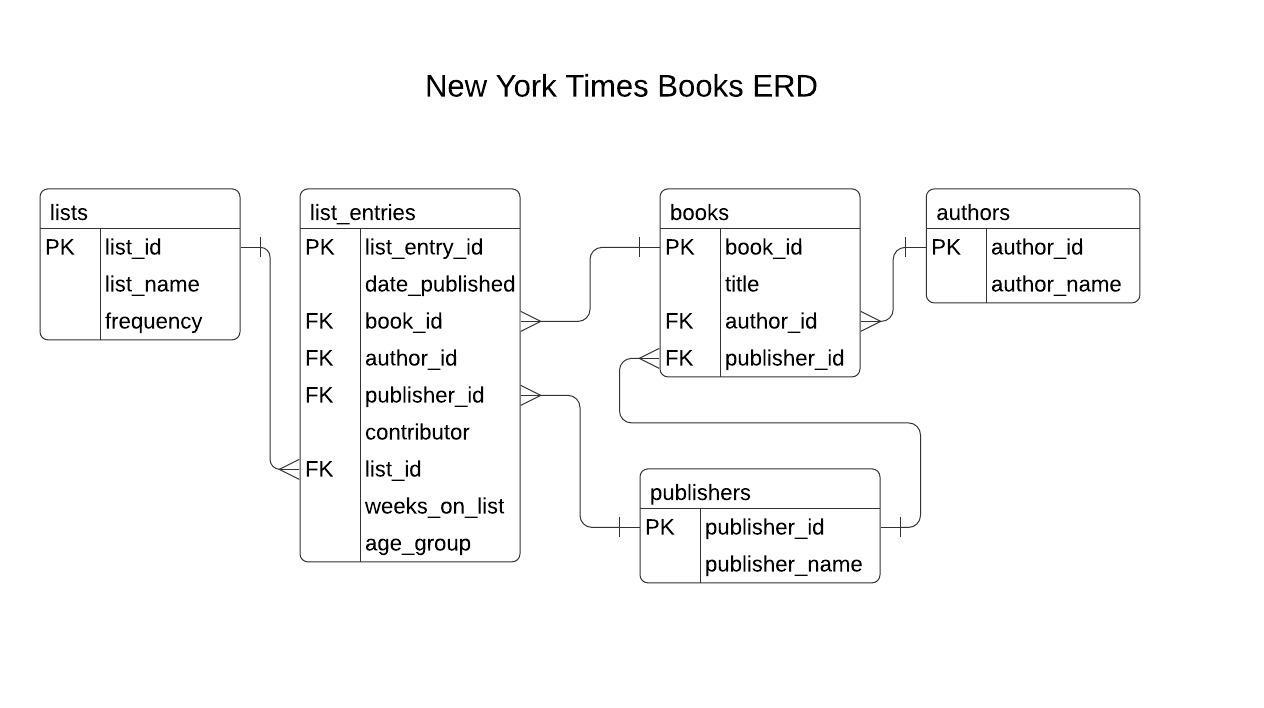 New York Times Books ERD
lists
PK list_id
list_name
frequency
list_entries
PK list_entry_id
date_published
FK book_id
FK author_id
FK publisher_id
contributor
FK list_id
weeks_on_list
age_group
books
PK book_id
title
FK author_id
FK publisher_id
authors
PK author_id
author_name
publishers
PK publisher_id
publisher_name